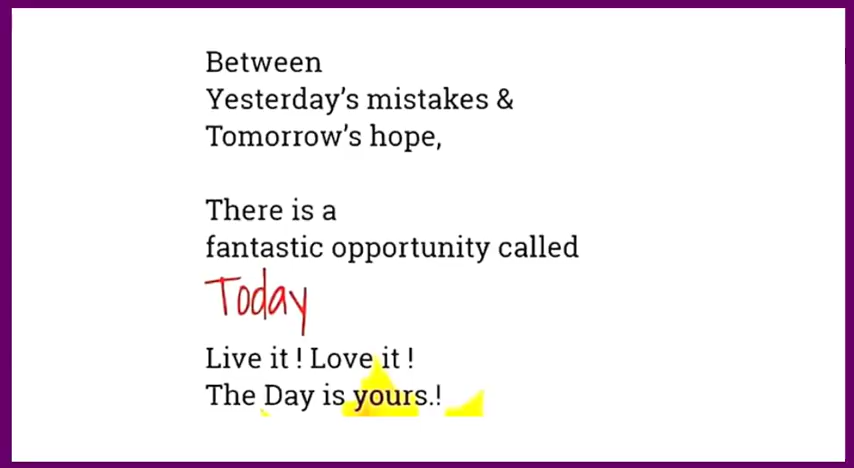 Between
Yesterday’s mistakes &
Tomorrow’s hope,
There is a
fantastic opportunity called
Today
Live it ! Love it !
The Day is yours.!